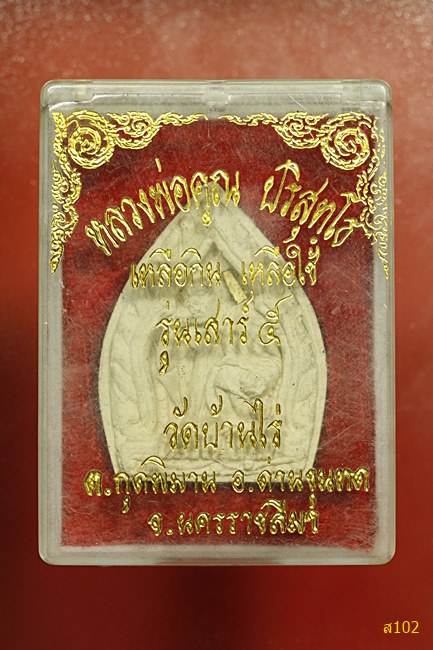 หลวงพ่อคูณ ปริสุทโธ
เหลือกิน เหลือใช้
รุ่นเสาร์ ๕
วัดบ้านไร่
ต.กุดพิมาน อ.ด่านขุนทด
จ.นครราชสีมา
ส102